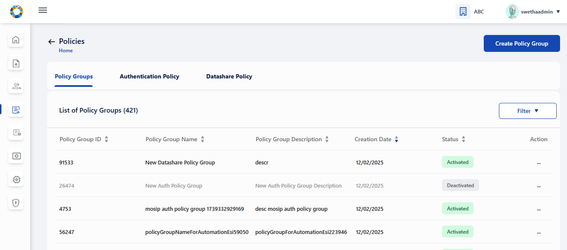 ABC
swethaadmin
Policies
Home
Create Policy Group
Policy Groups
Authentication Policy
Datashare Policy
List of Policy Groups (421)
Filter
Policy Group ID
Policy Group Name
Policy Group Description
Creation Date
Status
Action
91533 New Datashare Policy Group descr 12/02/2025 Activated ...
26474 New Auth Policy Group New Auth Policy Group Description 12/02/2025 Deactivated ...
4753 mosip auth policy group 1739332929169 desc mosip auth policy group 12/02/2025 Activated ...
56247 policyGroupNameForAutomationEsi59050 policyGroupForAutomationEsi223946 12/02/2025 Activated ...